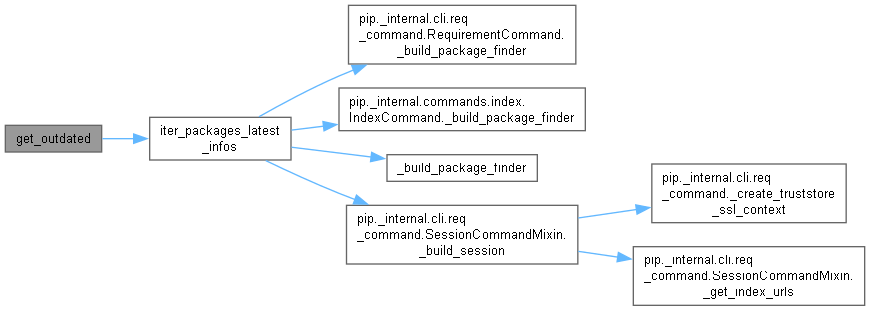 pip._internal.cli.req
_command.RequirementCommand.
_build_package_finder
pip._internal.commands.index.
IndexCommand._build_package_finder
get_outdated
iter_packages_latest
_infos
_build_package_finder
pip._internal.cli.req
_command._create_truststore
_ssl_context
pip._internal.cli.req
_command.SessionCommandMixin.
_build_session
pip._internal.cli.req
_command.SessionCommandMixin.
_get_index_urls